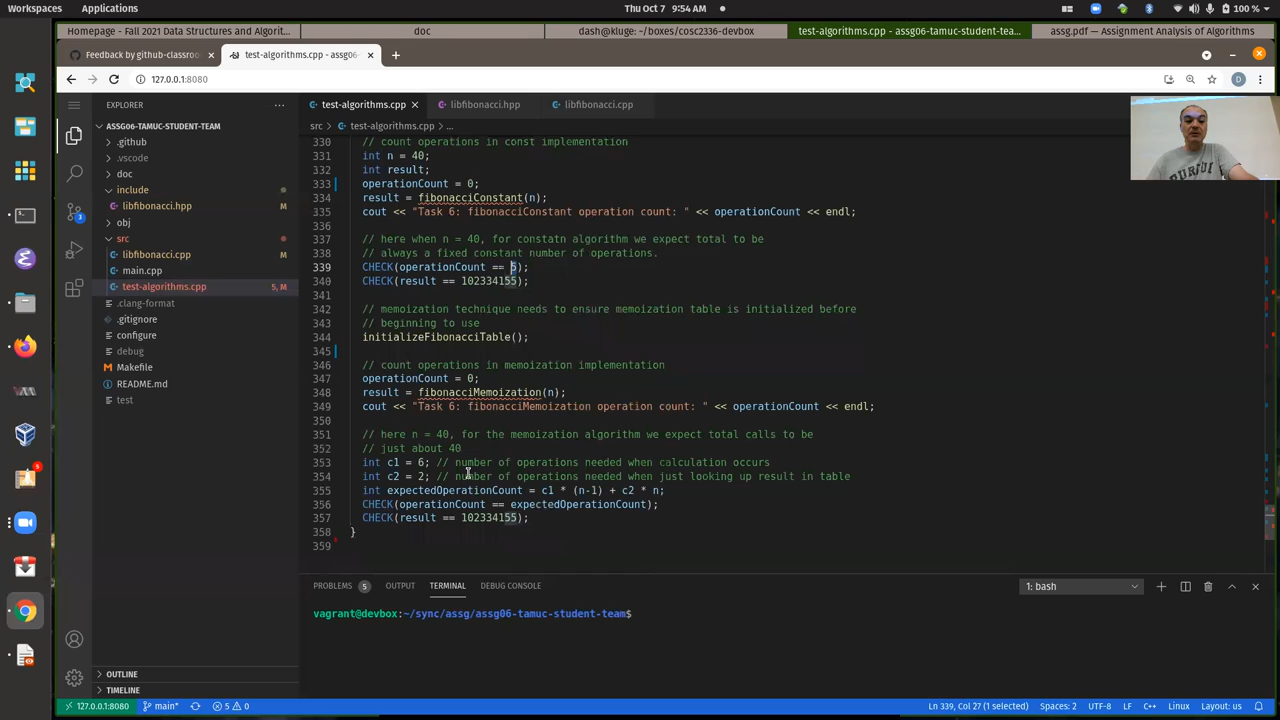 Workspaces Applications Thu Oct 7 9:54 AM 100 %
Homepage - Fall 2021 Data Structures and Algorit... doc dash@kluge: ~/boxes/cosc2336-devbox test-algorithms.cpp - assg06-tamuc-student-tea... assg.pdf — Assignment Analysis of Algorithms
Feedback by github-classroo test-algorithms.cpp - assg06-
127.0.0.1:8080
EXPLORER
test-algorithms.cpp libfibonacci.hpp libfibonacci.cpp
ASSG06-TAMUC-STUDENT-TEAM
src > test-algorithms.cpp > ...
.github
.vscode
doc
include
libfibonacci.hpp M
obj
src
libfibonacci.cpp M
main.cpp
test-algorithms.cpp 5, M
.clang-format
.gitignore
configure
debug
Makefile
README.md
test
OUTLINE
TIMELINE
330 // count operations in const implementation
331 int n = 40;
332 int result;
333 operationCount = 0;
334 result = fibonacciConstant(n);
335 cout << "Task 6: fibonacciConstant operation count: " << operationCount << endl;
336
337 // here when n = 40, for constatn algorithm we expect total to be
338 // always a fixed constant number of operations.
339 CHECK(operationCount == 5);
340 CHECK(result == 102334155);
341
342 // memoization technique needs to ensure memoization table is initialized before
343 // beginning to use
344 initializeFibonacciTable();
345
346 // count operations in memoization implementation
347 operationCount = 0;
348 result = fibonacciMemoization(n);
349 cout << "Task 6: fibonacciMemoization operation count: " << operationCount << endl;
350
351 // here n = 40, for the memoization algorithm we expect total calls to be
352 // just about 40
353 int c1 = 6; // number of operations needed when calculation occurs
354 int c2 = 2; // number of operations needed when just looking up result in table
355 int expectedOperationCount = c1 * (n-1) + c2 * n;
356 CHECK(operationCount == expectedOperationCount);
357 CHECK(result == 102334155);
358 }
359
PROBLEMS 5 OUTPUT TERMINAL DEBUG CONSOLE 1: bash
vagrant@devbox:~/sync/assg/assg06-tamuc-student-team$
127.0.0.1:8080 main* 5 0 Ln 339, Col 27 (1 selected) Spaces: 2 UTF-8 LF C++ Linux Layout: us